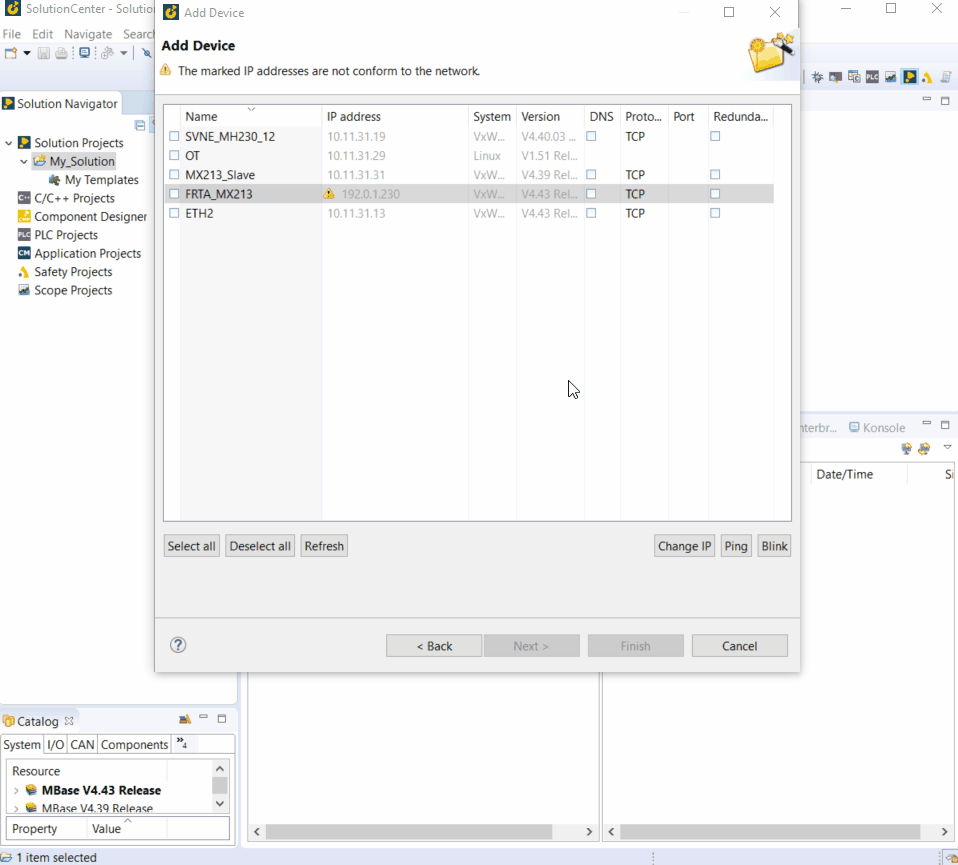 SolutionCenter - Solutio
Add Device
File Edit Navigate Searc
Add Device
The marked IP addresses are not conform to the network.
Solution Navigator
Solution Projects
My_Solution
My Templates
C/C++ Projects
Component Designer
PLC Projects
Application Projects
Safety Projects
Scope Projects
Name IP address System Version DNS Proto... Port Redunda...
SVNE_MH230_12 10.11.31.19 VxW... V4.40.03 ... TCP
OT 10.11.31.29 Linux V1.51 Rel...
MX213_Slave 10.11.31.31 VxW... V4.39 Rel... TCP
FRTA_MX213 192.0.1.230 VxW... V4.43 Rel... TCP
ETH2 10.11.31.13 VxW... V4.43 Rel... TCP
nterbr... Konsole
Date/Time Si
Select all Deselect all Refresh Change IP Ping Blink
< Back Next > Finish Cancel
Catalog
System I/O CAN Components »4
Resource
MBase V4.43 Release
MBase V4.39 Release
Property Value
1 item selected